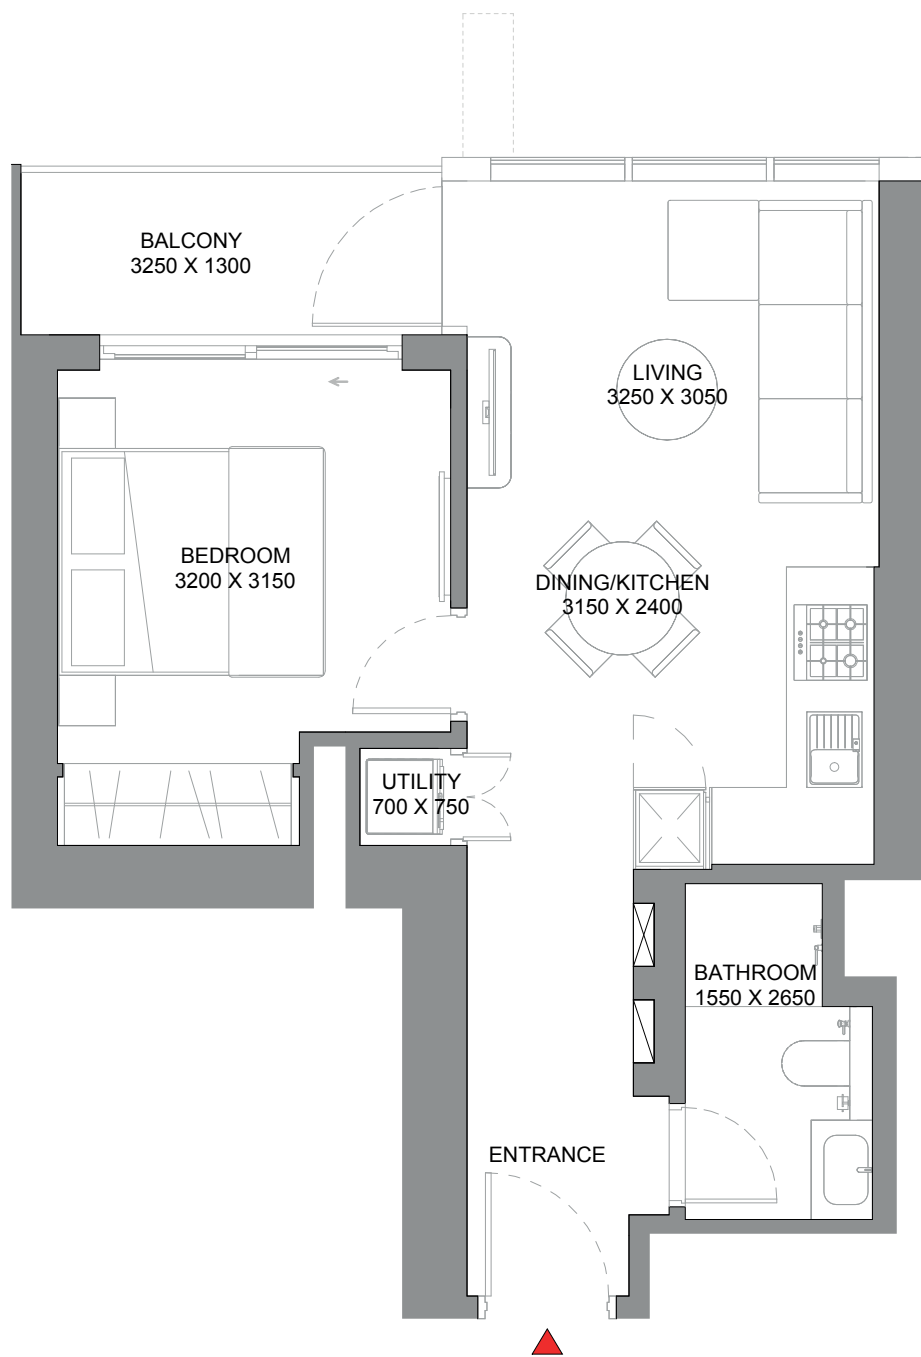 BALCONY
3250 X 1300
LIVING
3250 X 3050
BEDROOM
3200 X 3150
DINING/KITCHEN
3150 X 2400
UTILITY
700 X 750
BATHROOM
1550 X 2650
ENTRANCE